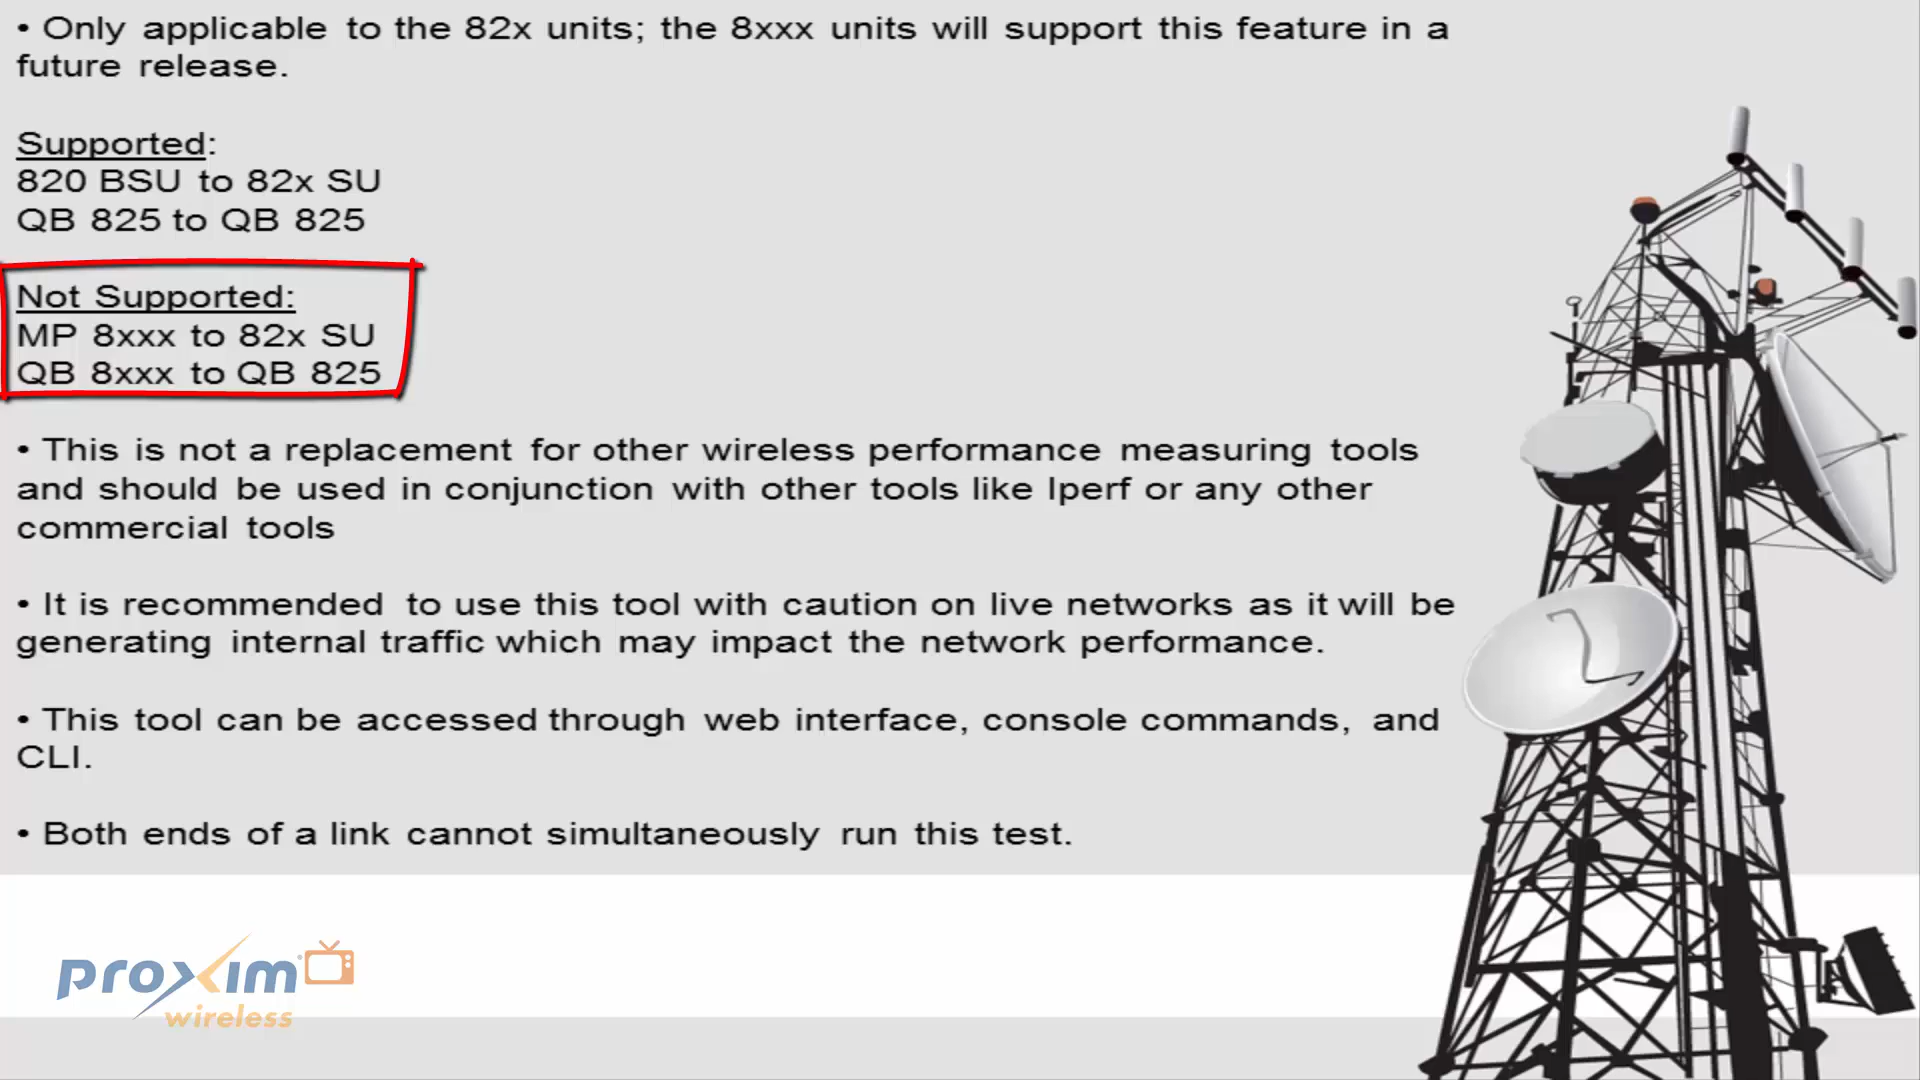 • Only applicable to the 82x units; the 8xxx units will support this feature in a
future release.
Supported:
820 BSU to 82x SU
QB 825 to QB 825
Not Supported:
MP 8xxx to 82x SU
QB 8xxx to QB 825
• This is not a replacement for other wireless performance measuring tools
and should be used in conjunction with other tools like Iperf or any other
commercial tools
• It is recommended to use this tool with caution on live networks as it will be
generating internal traffic which may impact the network performance.
• This tool can be accessed through web interface, console commands, and
CLI.
• Both ends of a link cannot simultaneously run this test.
proxim
wireless